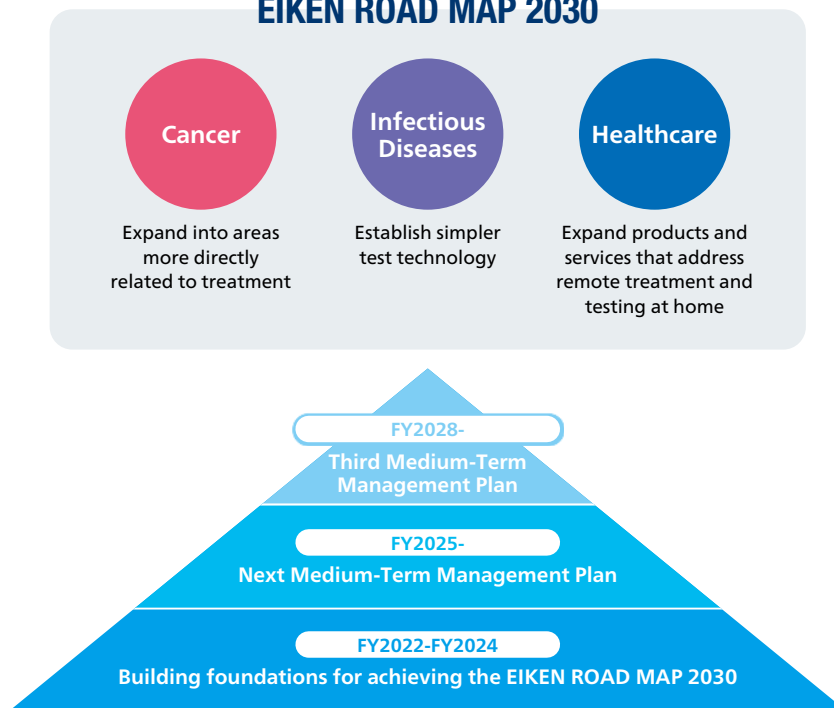 EIKEN ROAD MAP 2030
Cancer
Expand into areas
more directly
related to treatment
Infectious
Diseases
Establish simpler
test technology
Healthcare
Expand products and
services that address
remote treatment and
testing at home
FY2028-
Third Medium-Term
Management Plan
FY2025-
Next Medium-Term Management Plan
FY2022-FY2024
Building foundations for achieving the EIKEN ROAD MAP 2030